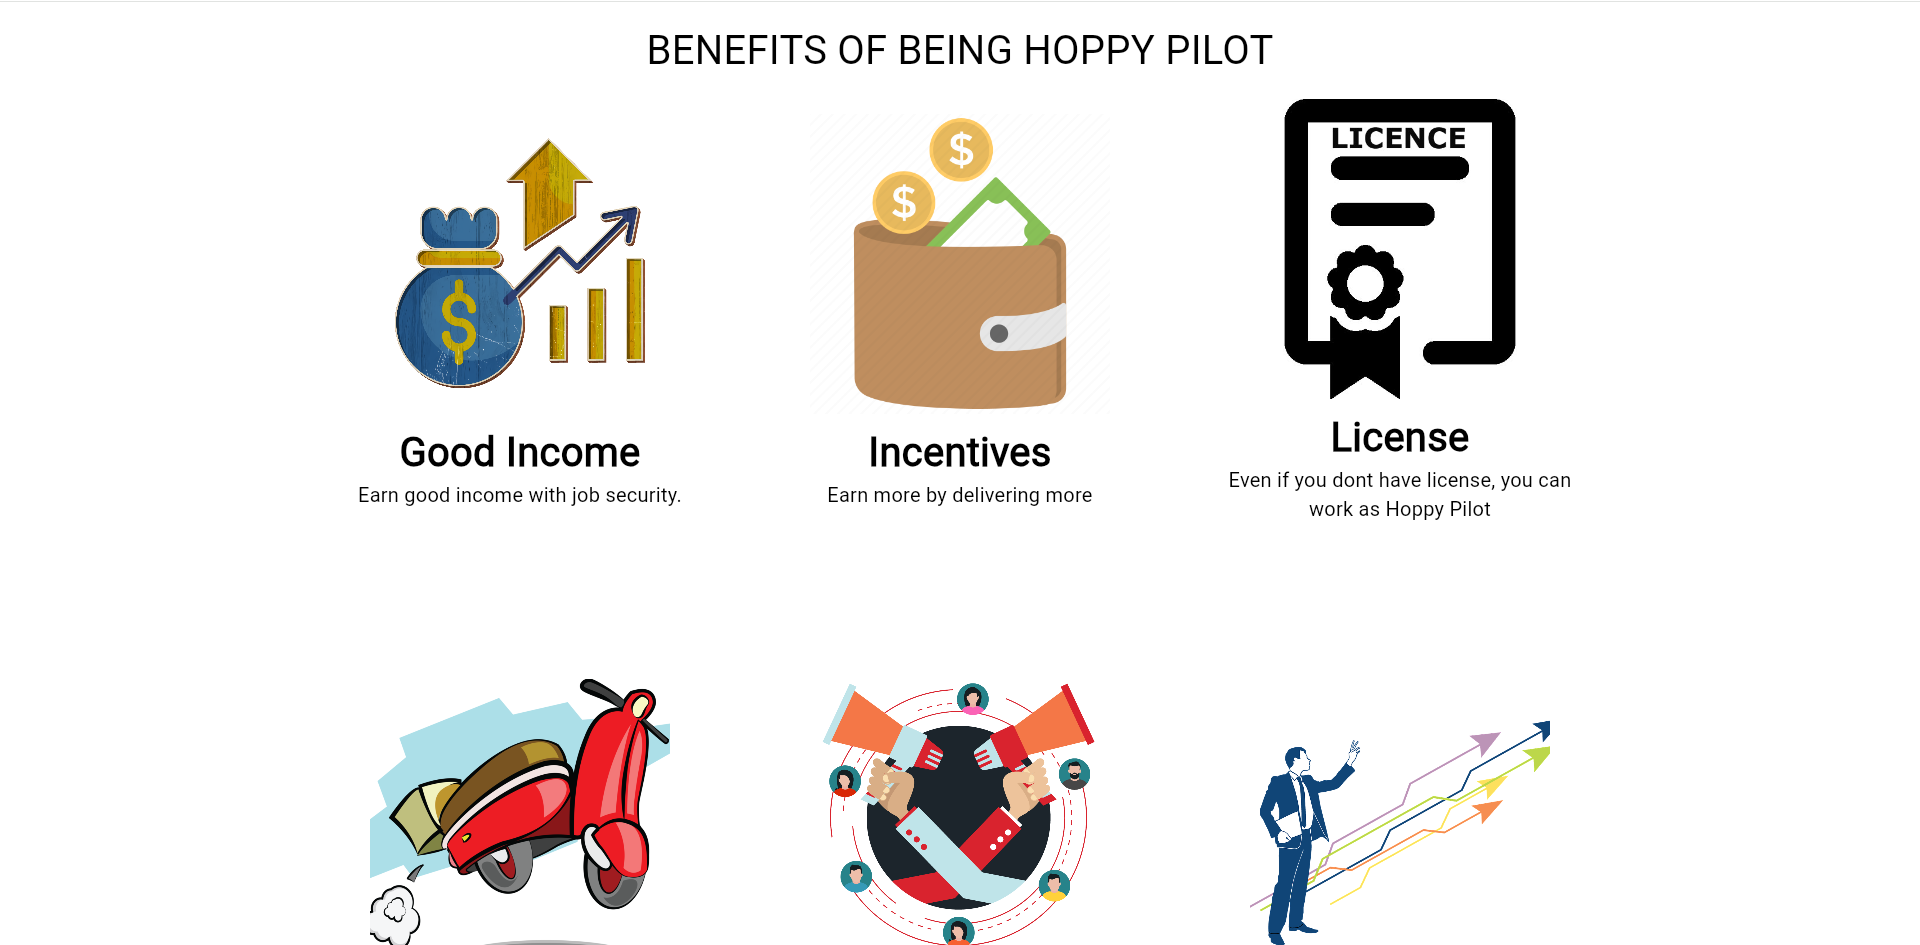 BENEFITS OF BEING HOPPY PILOT
$
$
$
LICENCE
Good Income
Earn good income with job security.
Incentives
Earn more by delivering more
License
Even if you dont have license, you can
work as Hoppy Pilot